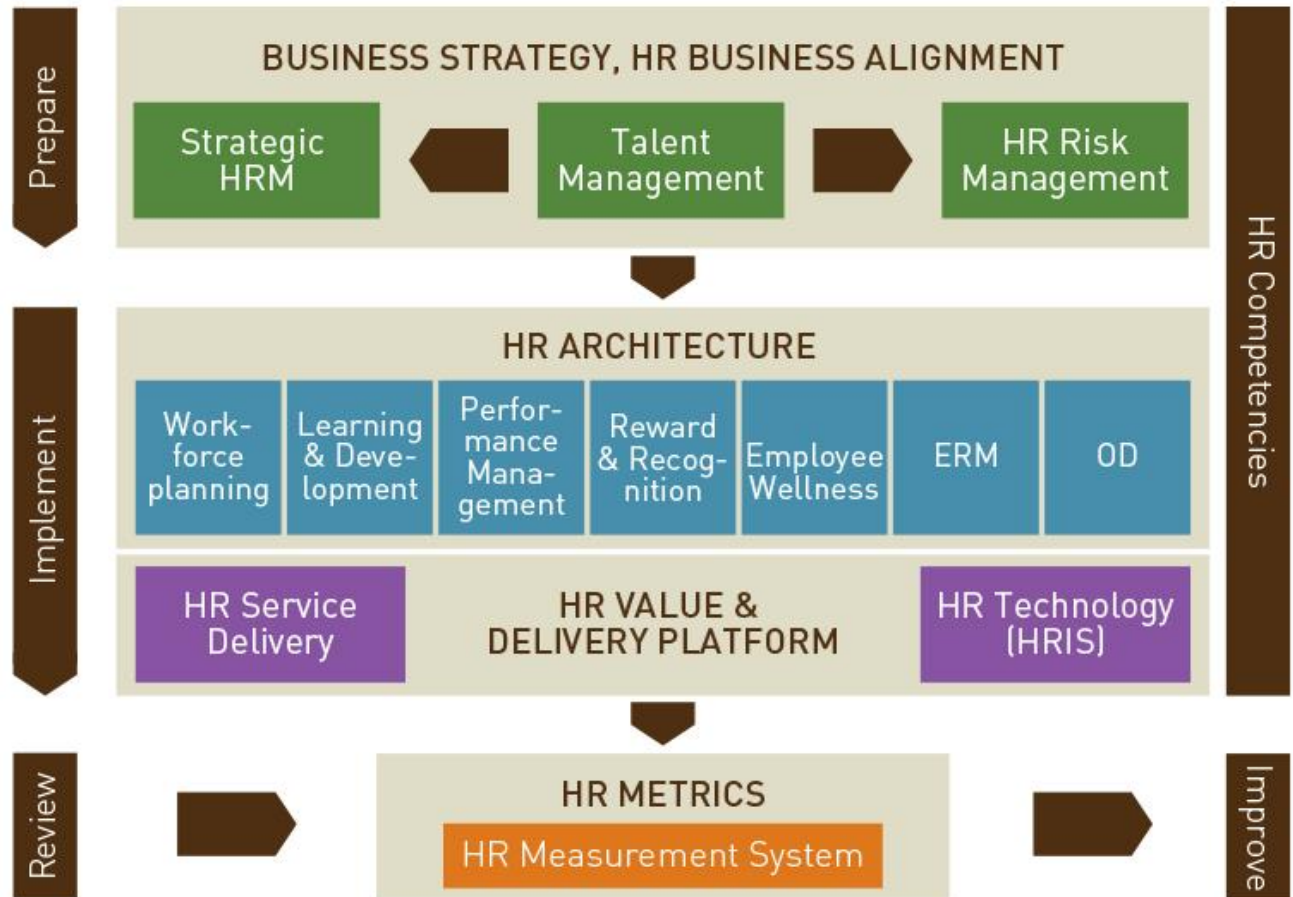 Prepare
BUSINESS STRATEGY, HR BUSINESS ALIGNMENT
Strategic
HRM
Talent
Management
HR Risk
Management
HR Competencies
Implement
HR ARCHITECTURE
Work-
force
planning
Learning
& Deve-
lopment
Perfor-
mance
Mana-
gement
Reward
& Recog-
nition
Employee
Wellness
ERM
OD
HR Service
Delivery
HR VALUE &
DELIVERY PLATFORM
HR Technology
(HRIS)
Review
HR METRICS
HR Measurement System
Improve